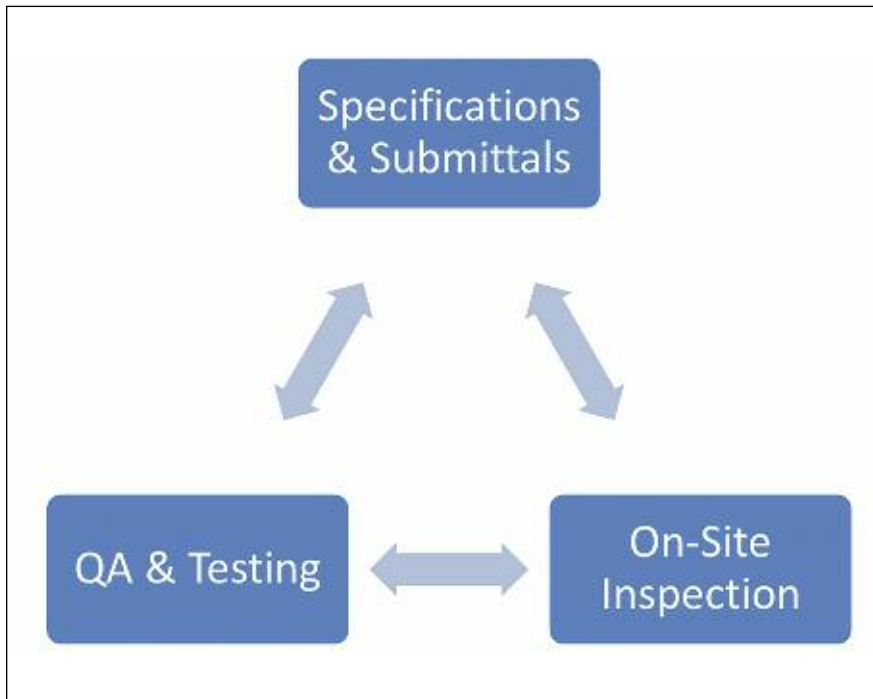 Specifications
& Submittals
QA & Testing
On-Site
Inspection